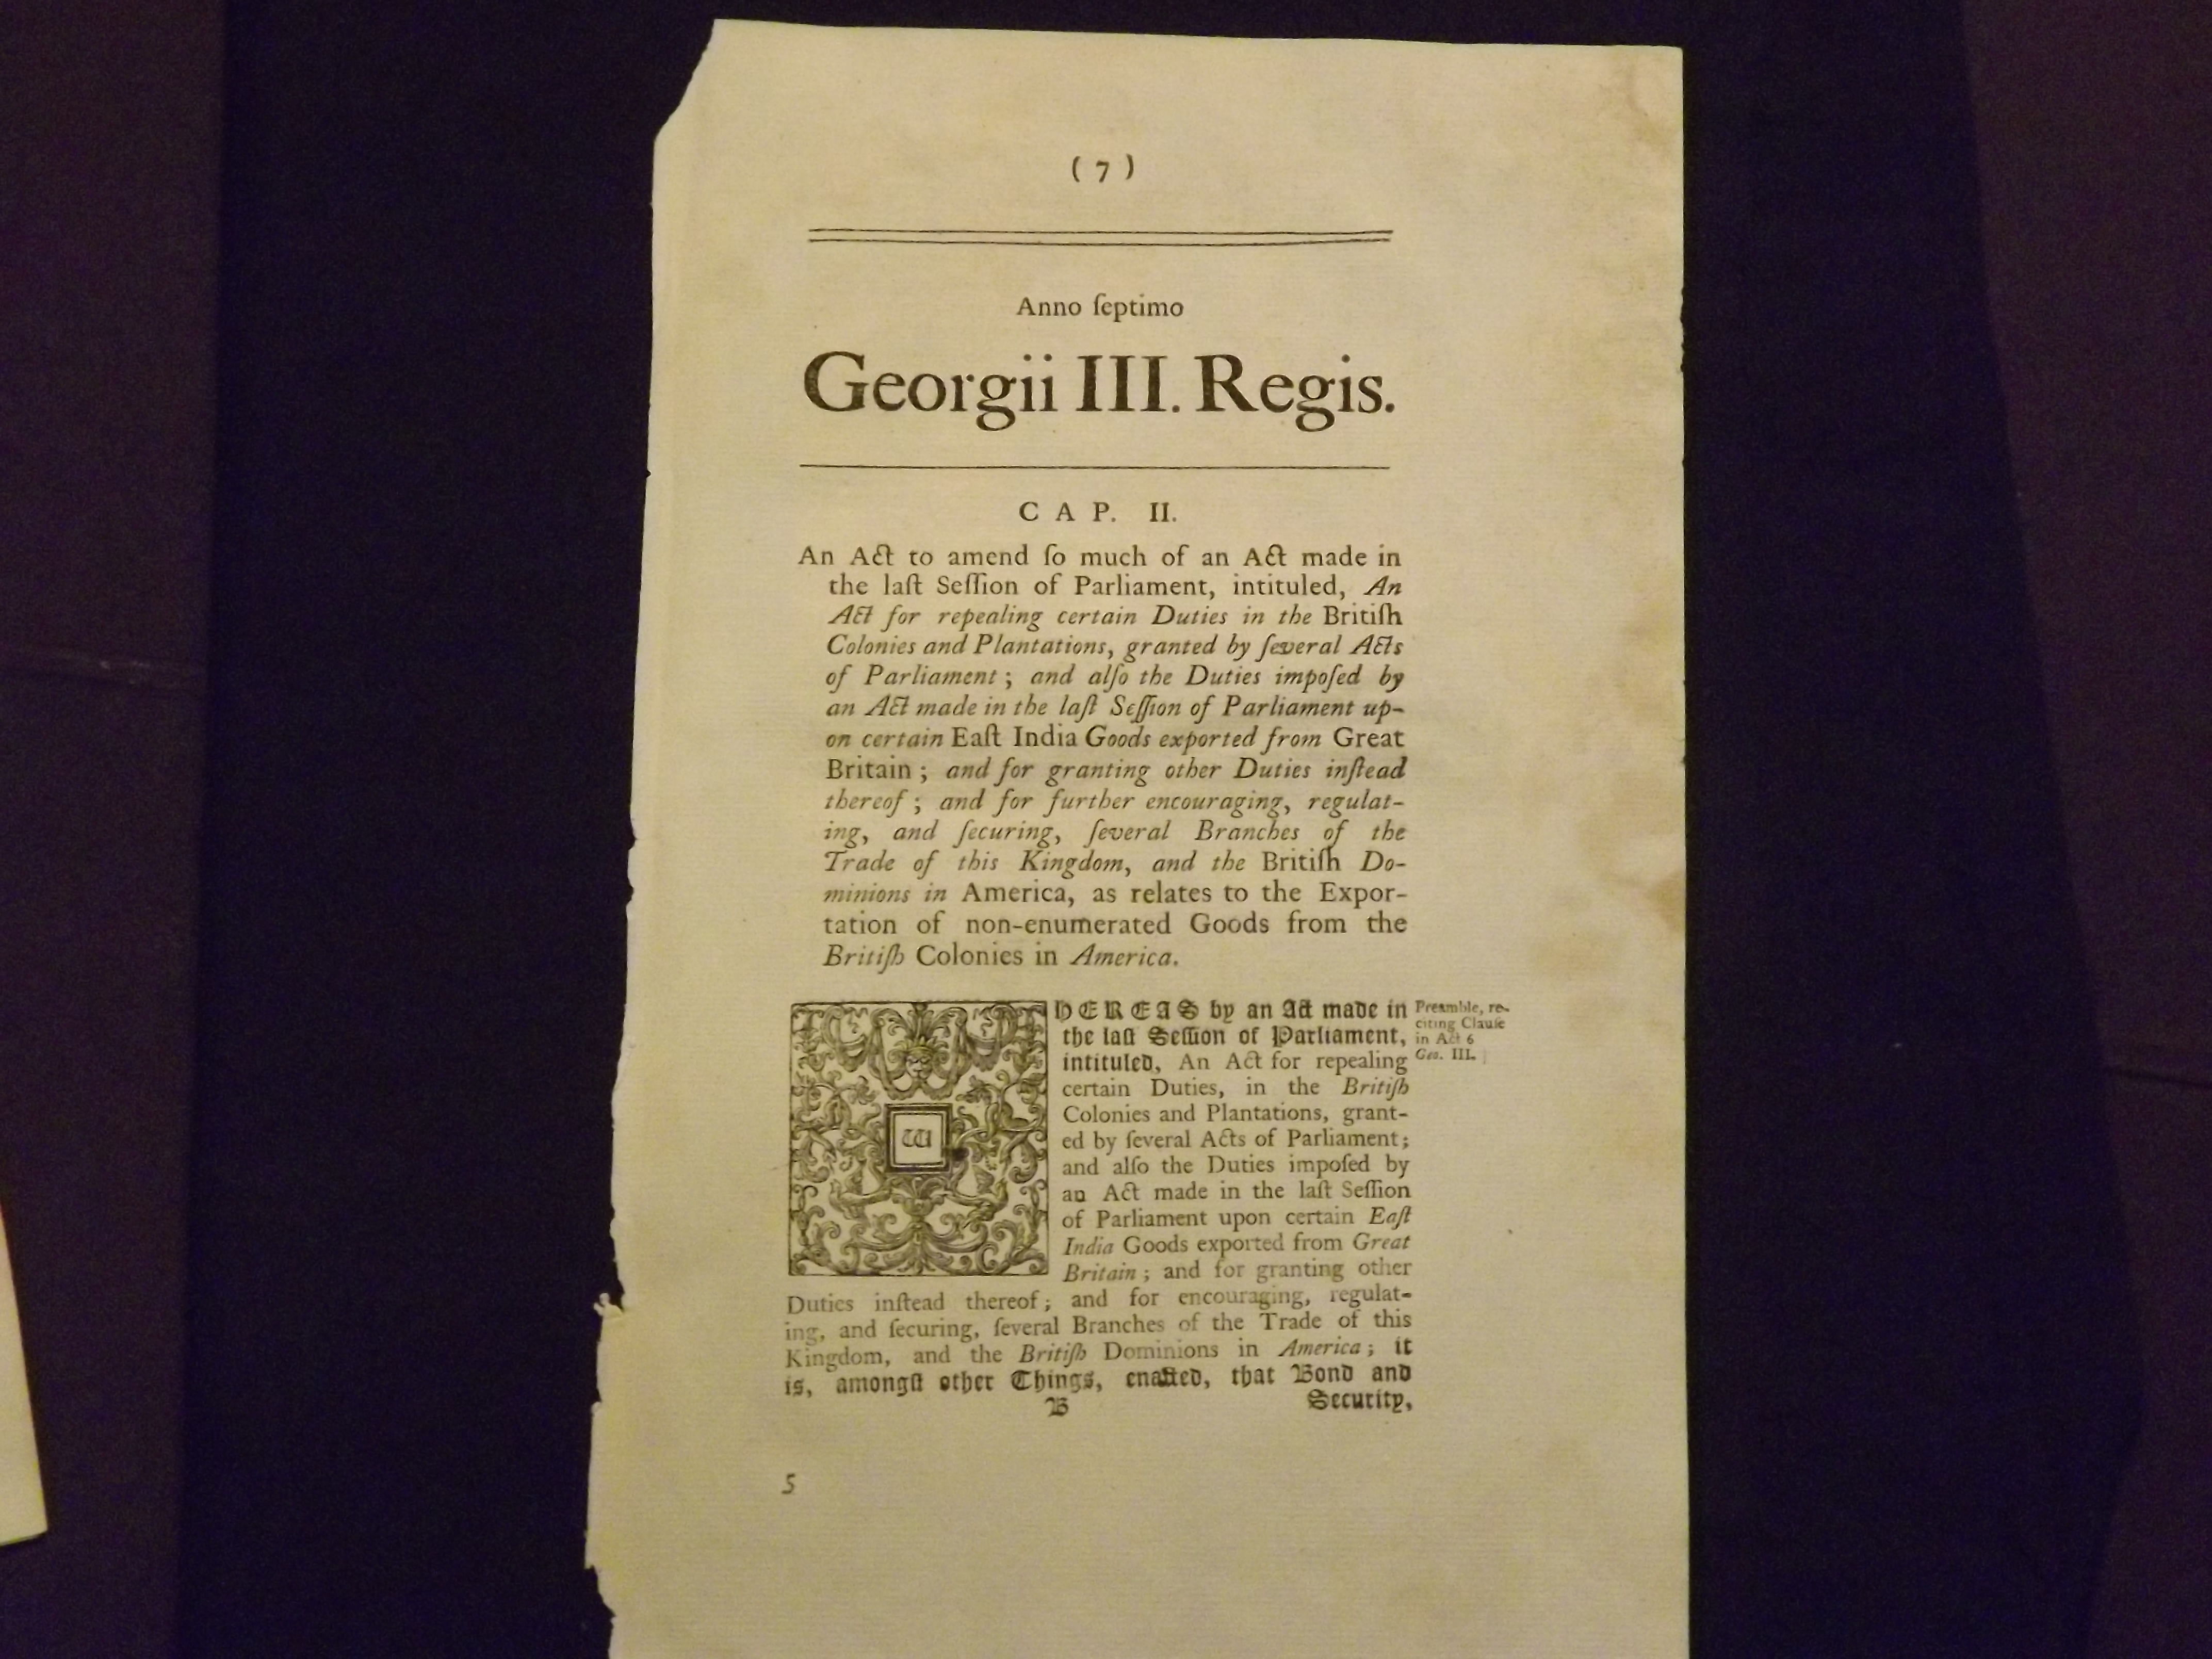 ( 7 )
Anno ſeptimo
Georgii III. Regis.
CAP. II.
An Act to amend ſo much of an Act made in
the laſt Seſſion of Parliament, intituled, An
Act for repealing certain Duties in the Britiſh
Colonies and Plantations, granted by ſeveral Acts
of Parliament; and alſo the Duties impoſed by
an Act made in the laſt Seſſion of Parliament up-
on certain Eaſt India Goods exported from Great
Britain; and for granting other Duties inſtead
thereof; and for further encouraging, regulat-
ing, and ſecuring, ſeveral Branches of the
Trade of this Kingdom, and the Britiſh Do-
minions in America, as relates to the Expor-
tation of non-enumerated Goods from the
Britiſh Colonies in America.
WHEREAS by an Act made in
the laſt Seſſion of Parliament,
intituled, An Act for repealing
certain Duties, in the Britiſh
Colonies and Plantations, grant-
ed by ſeveral Acts of Parliament;
and alſo the Duties impoſed by
an Act made in the laſt Seſſion
of Parliament upon certain Eaſt
India Goods exported from Great
Britain; and for granting other
Duties inſtead thereof; and for encouraging, regulat-
ing, and ſecuring, ſeveral Branches of the Trade of this
Kingdom, and the Britiſh Dominions in America; it
is, amongſt other Things, enacted, that Bond and
B Security,
Preamble, re-
citing Clauſe
in Act 6
Geo. III.
5